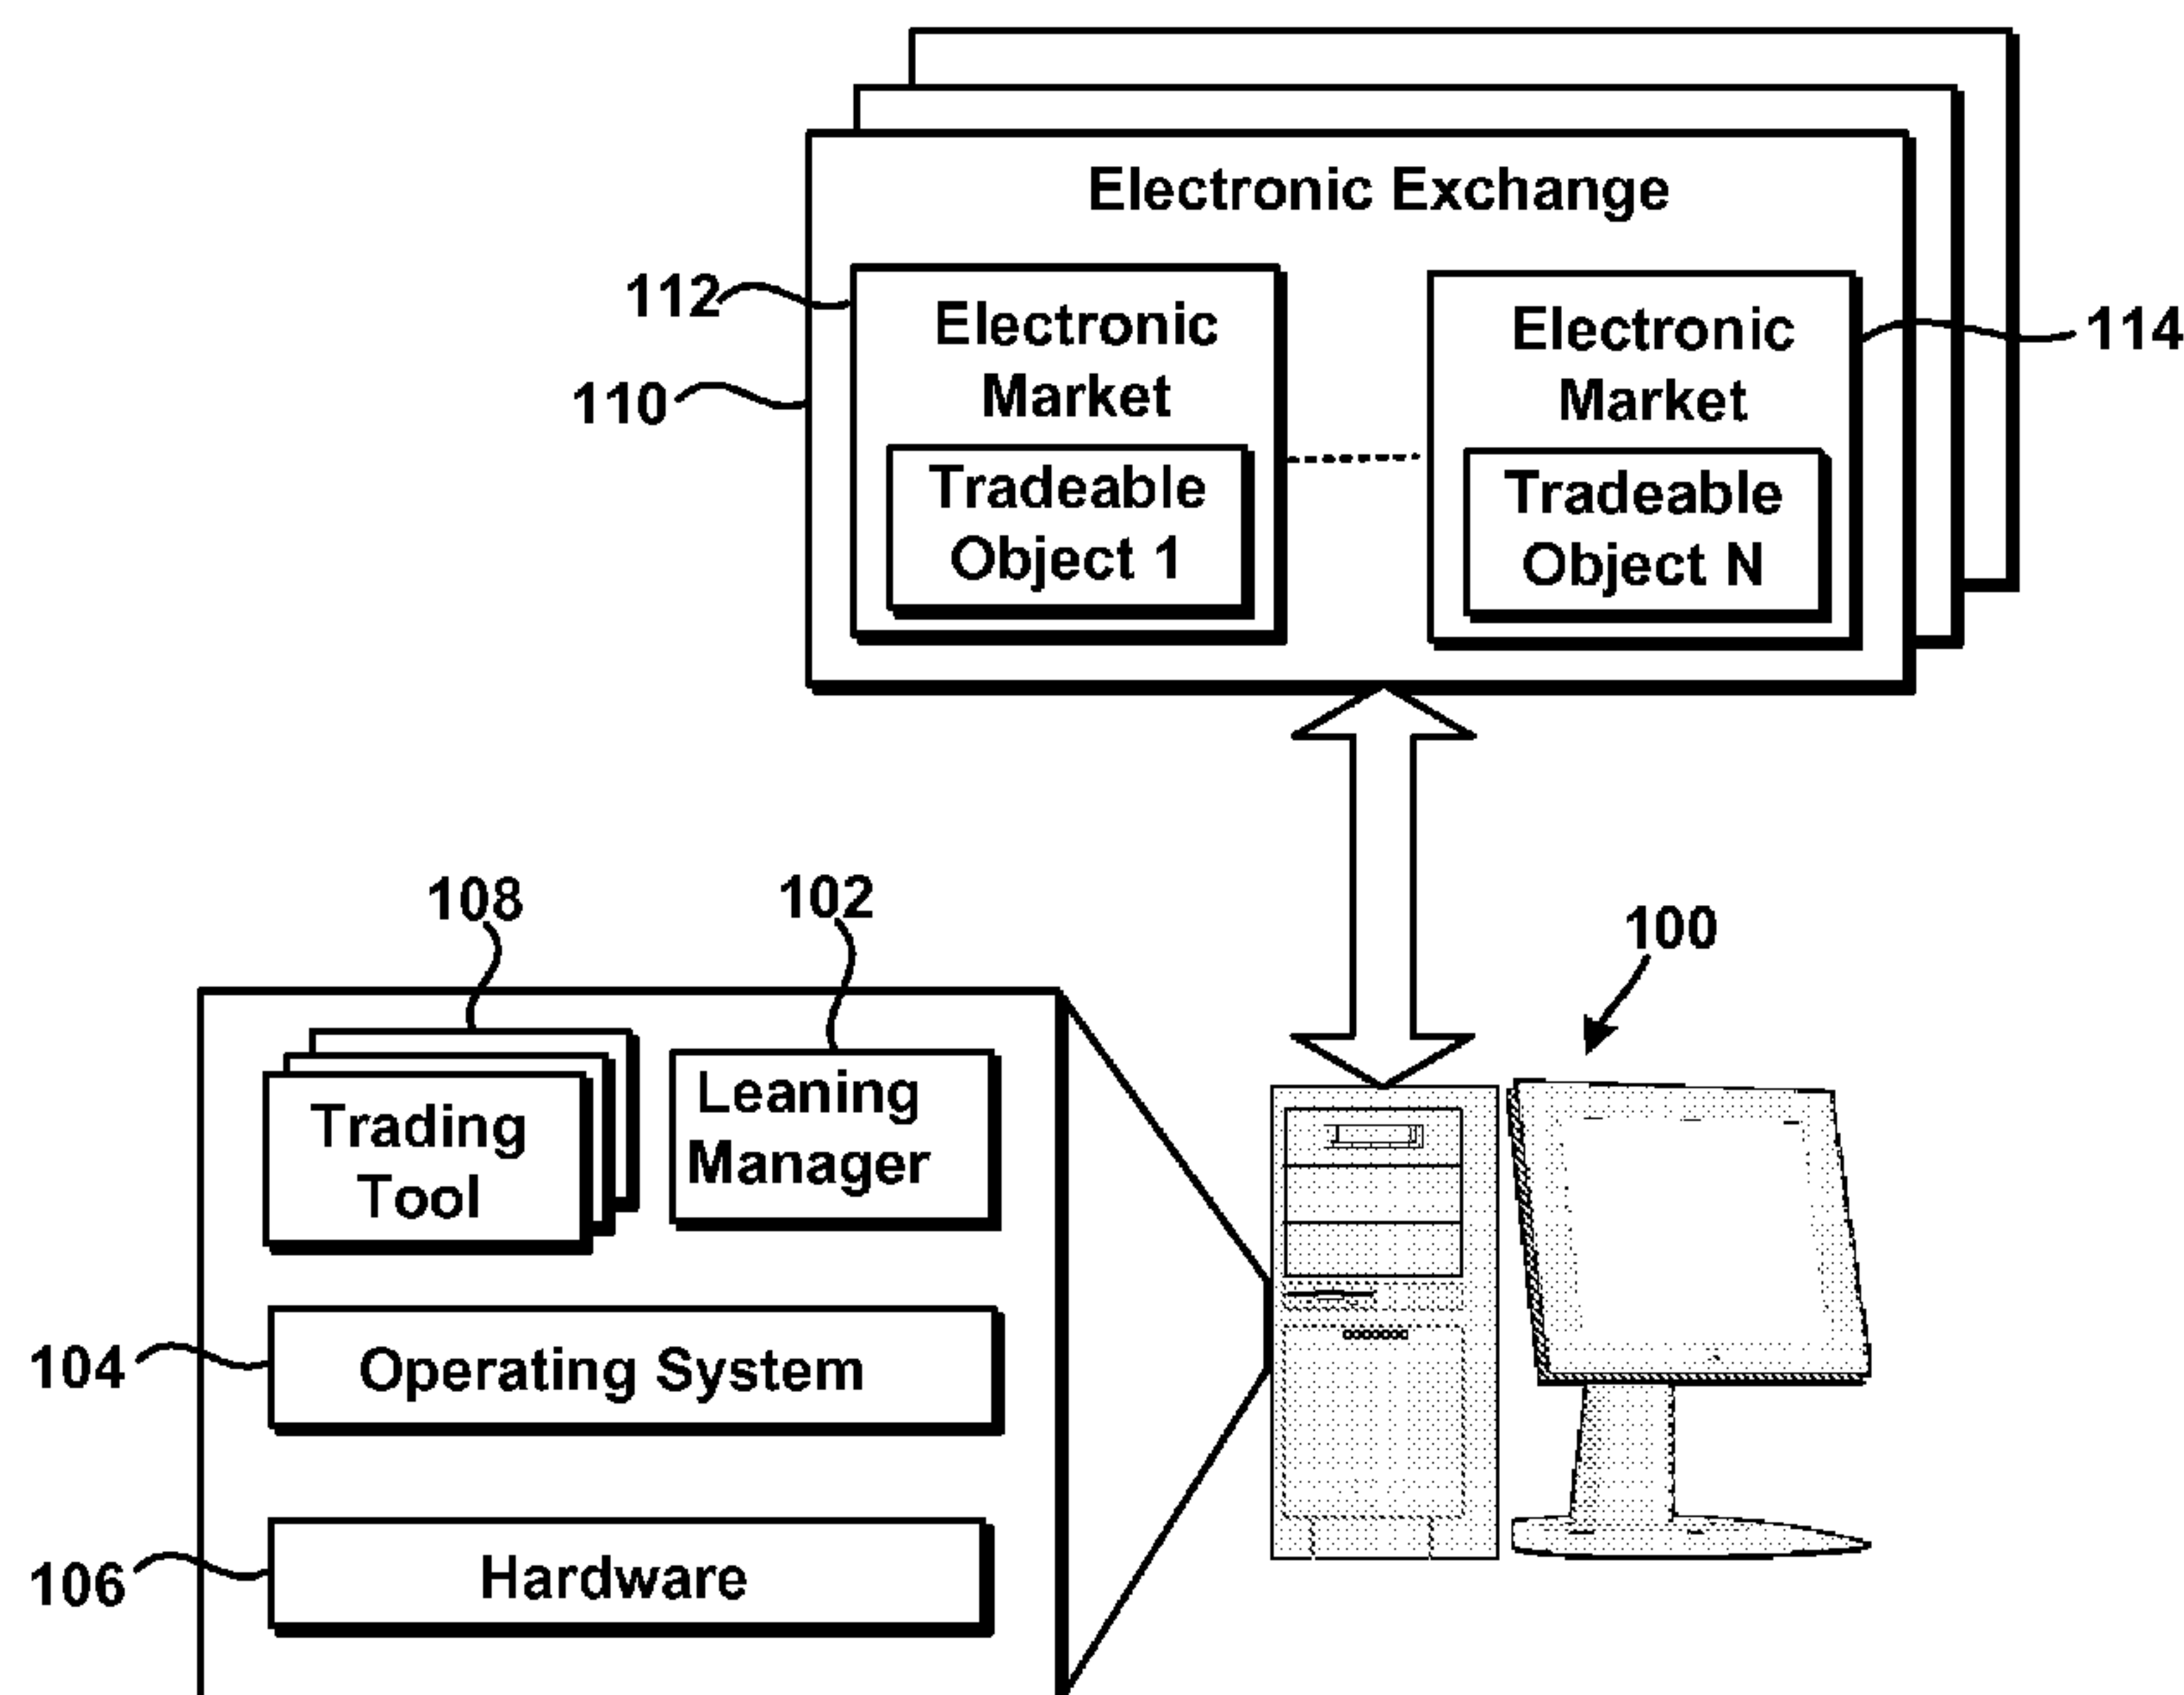 Electronic Exchange
112
Electronic
Market
Tradeable
Object 1
110
Electronic
Market
Tradeable
Object N
114
108
102
100
Trading
Tool
Leaning
Manager
104
Operating System
106
Hardware